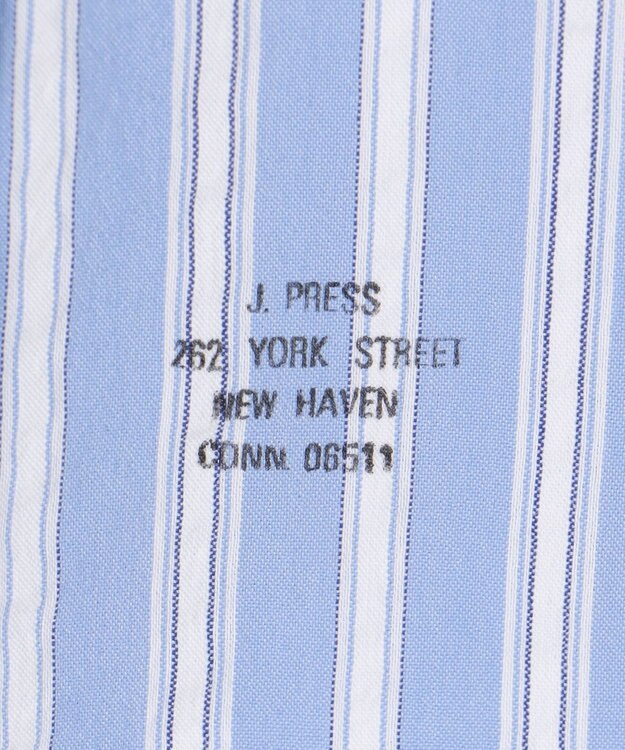 J. PRESS
262 YORK STREET
NEW HAVEN
CONN. 06511